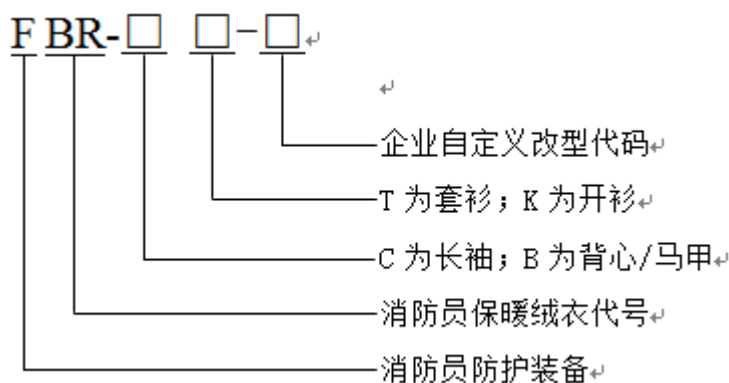 F BR-□ □-□
企业自定义改型代码
T 为套衫；K 为开衫
C 为长袖；B 为背心/马甲
消防员保暖绒衣代号
消防员防护装备